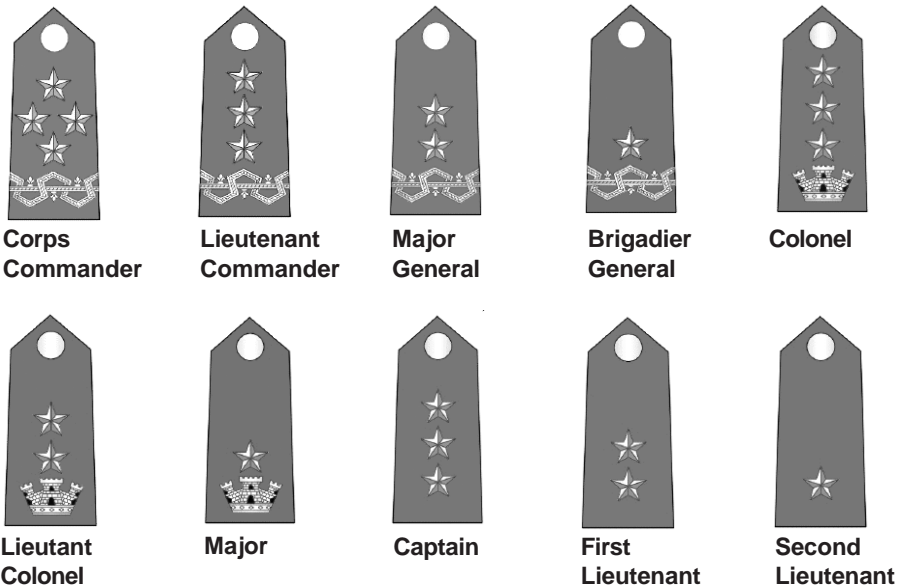 Corps
Commander
Lieutenant
Commander
Major
General
Brigadier
General
Colonel
Lieutant
Colonel
Major
Captain
First
Lieutenant
Second
Lieutenant